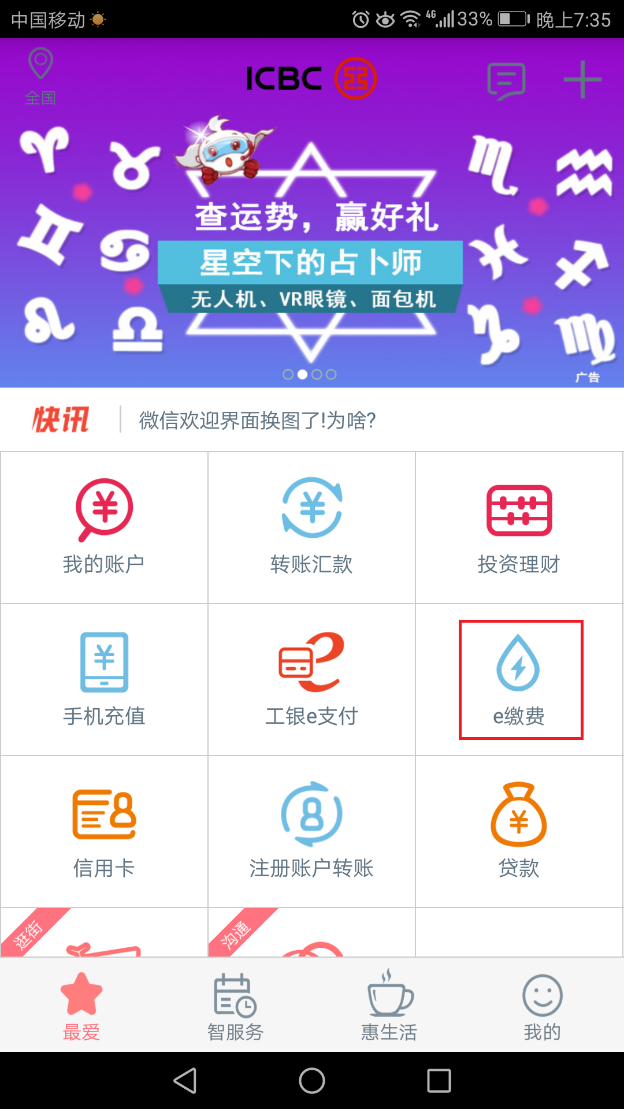 中国移动 4G 33% 晚上7:35
全国 ICBC
查运势，赢好礼
星空下的占卜师
无人机、VR眼镜、面包机
广告
快讯 微信欢迎界面换图了!为啥?
我的账户 转账汇款 投资理财
手机充值 工银e支付 e缴费
信用卡 注册账户转账 贷款
逛街 沟通
最爱 智服务 惠生活 我的